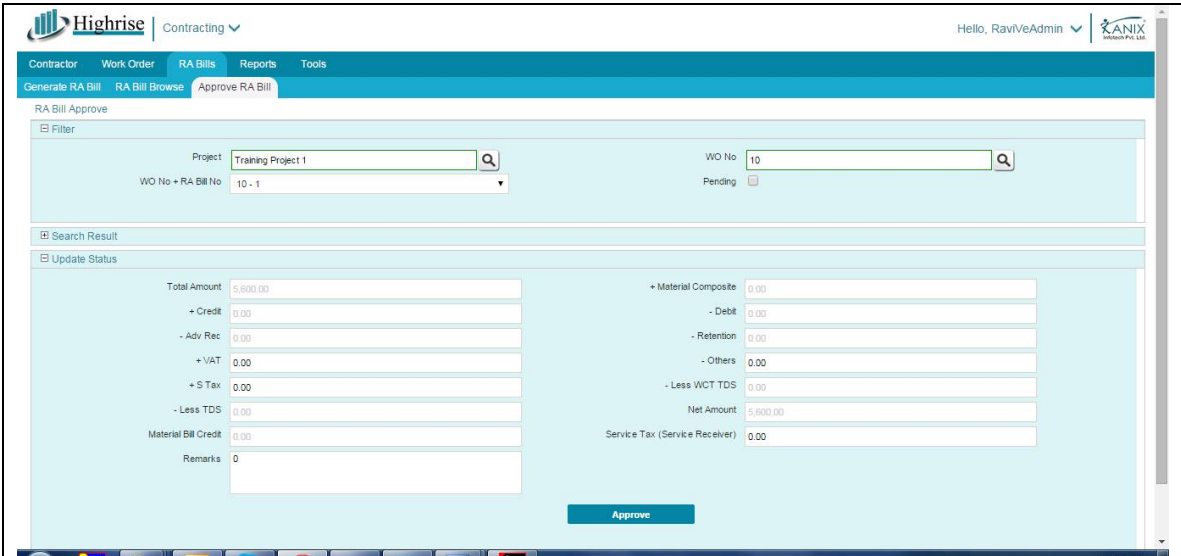 Highrise Contracting Hello, RaviVeAdmin KANIX
Infotech Pvt. Ltd.
Contractor Work Order RA Bills Reports Tools
Generate RA Bill RA Bill Browse Approve RA Bill
RA Bill Approve
Filter
Project Training Project 1 WO No 10
WO No + RA Bill No 10 - 1 Pending
Search Result
Update Status
Total Amount 5,600.00 + Material Composite 0.00
+ Credit 0.00 - Debit 0.00
- Adv Rec 0.00 - Retention 0.00
+ VAT 0.00 - Others 0.00
+ S Tax 0.00 - Less WCT TDS 0.00
- Less TDS 0.00 Net Amount 5,600.00
Material Bill Credit 0.00 Service Tax (Service Receiver) 0.00
Remarks 0
Approve